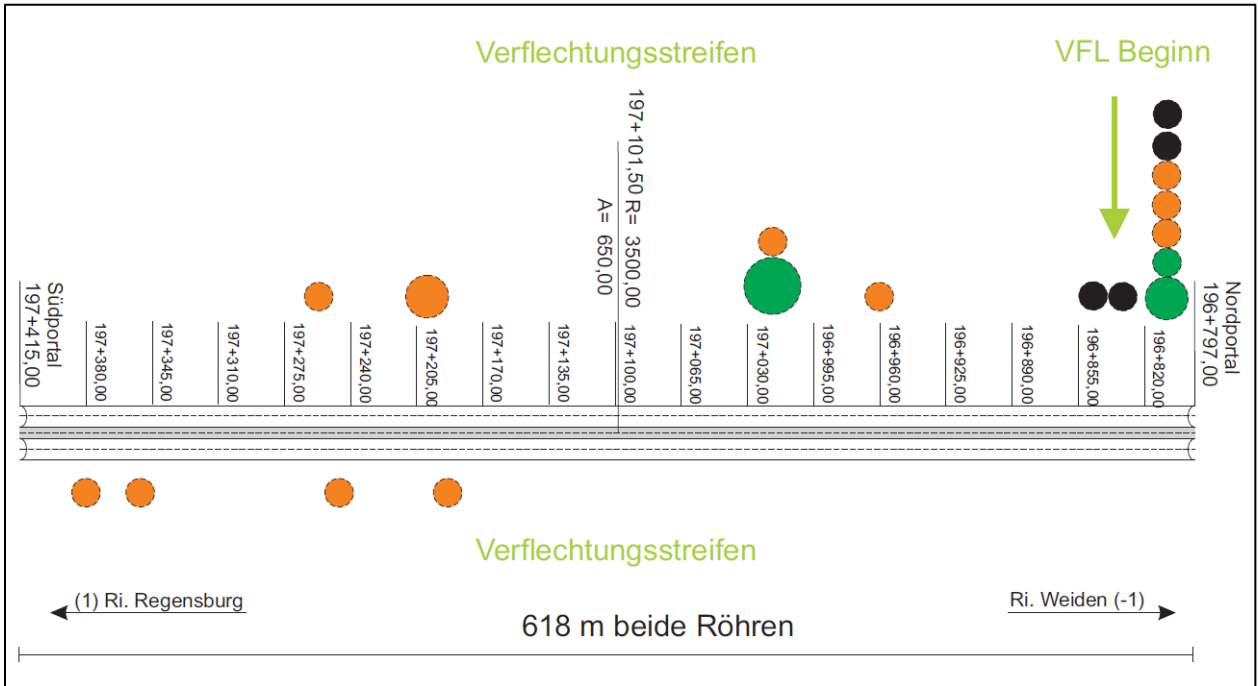 Verflechtungsstreifen
VFL Beginn
197+101,50 R= 3500,00
A= 650,00
Südportal
197+415,00
197+380,00
197+345,00
197+310,00
197+275,00
197+240,00
197+205,00
197+170,00
197+135,00
197+100,00
197+065,00
197+030,00
196+995,00
196+960,00
196+925,00
196+890,00
196+855,00
196+820,00
Nordportal
196+797,00
Verflechtungsstreifen
(1) Ri. Regensburg
Ri. Weiden (-1)
618 m beide Röhren